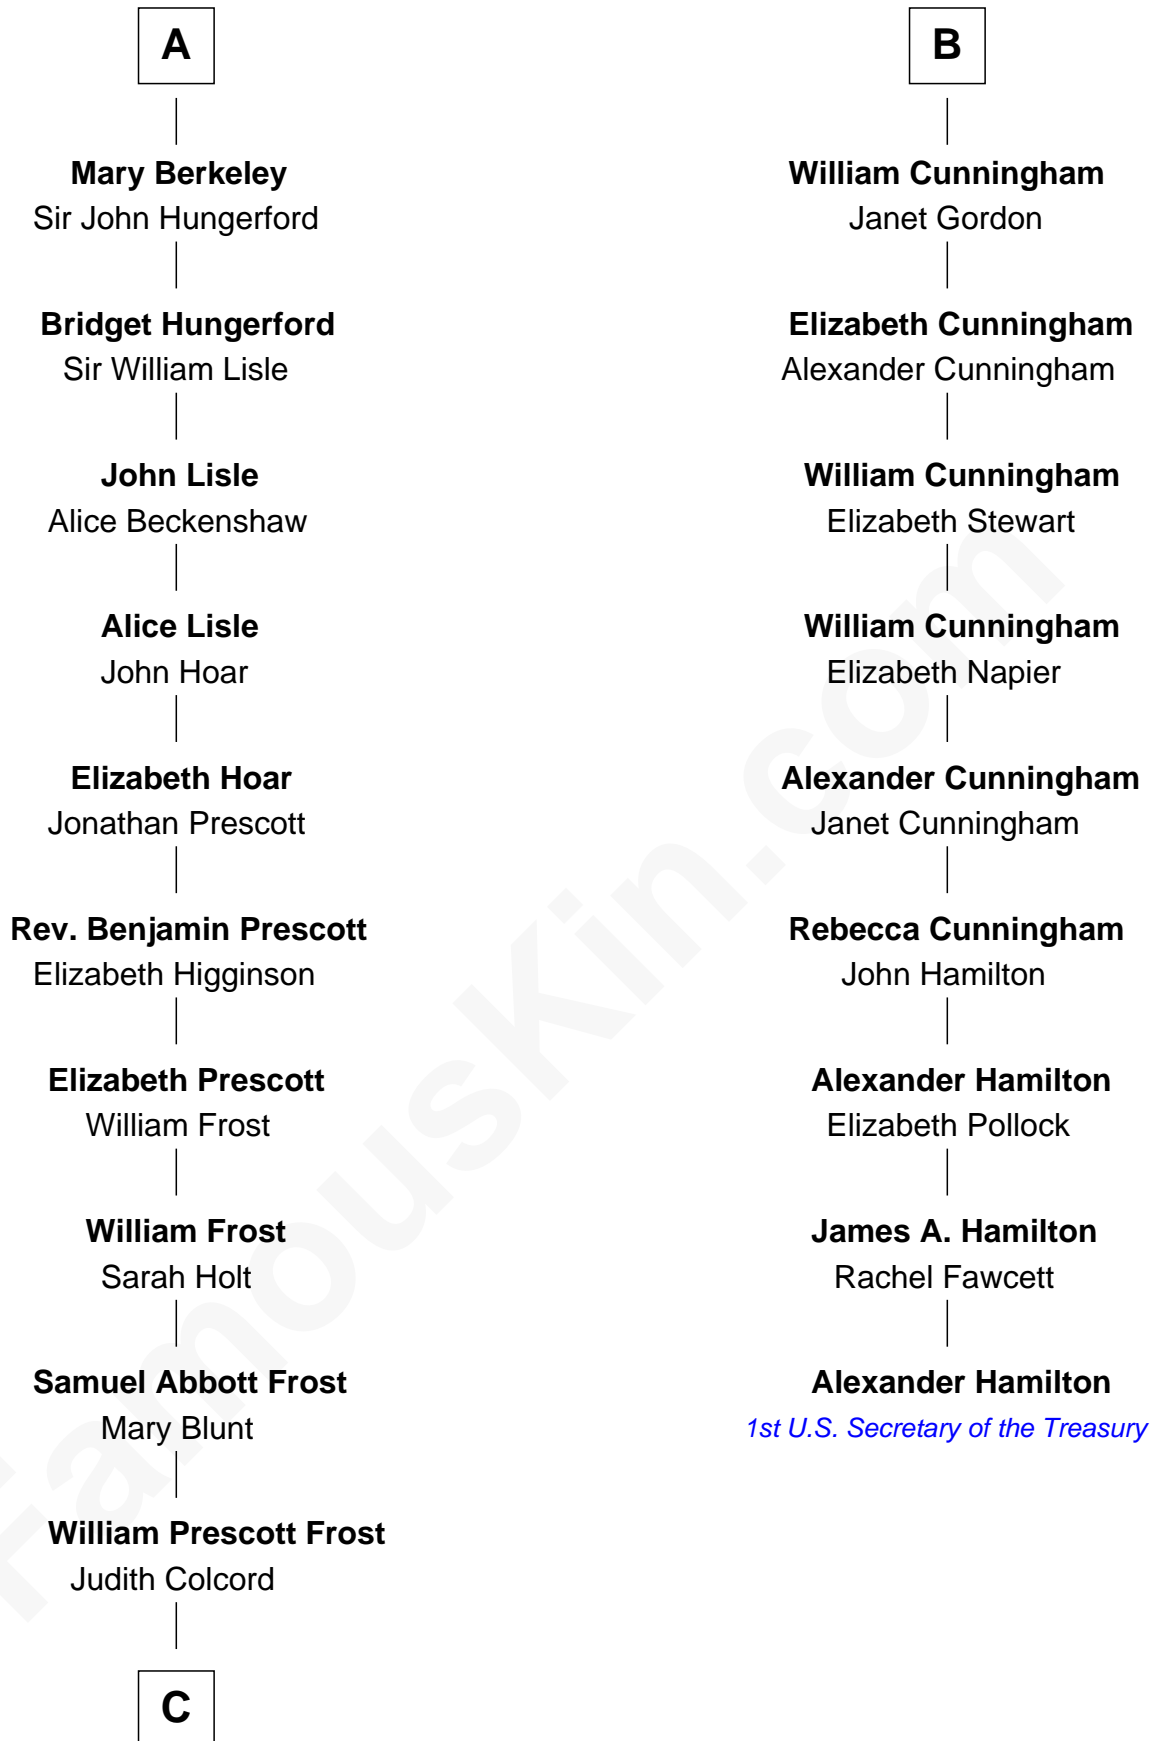 A
Mary Berkeley
Sir John Hungerford
Bridget Hungerford
Sir William Lisle
John Lisle
Alice Beckenshaw
Alice Lisle
John Hoar
Elizabeth Hoar
Jonathan Prescott
Rev. Benjamin Prescott
Elizabeth Higginson
Elizabeth Prescott
William Frost
William Frost
Sarah Holt
Samuel Abbott Frost
Mary Blunt
William Prescott Frost
Judith Colcord
C
B
William Cunningham
Janet Gordon
Elizabeth Cunningham
Alexander Cunningham
William Cunningham
Elizabeth Stewart
William Cunningham
Elizabeth Napier
Alexander Cunningham
Janet Cunningham
Rebecca Cunningham
John Hamilton
Alexander Hamilton
Elizabeth Pollock
James A. Hamilton
Rachel Fawcett
Alexander Hamilton
1st U.S. Secretary of the Treasury
FamousKin.com